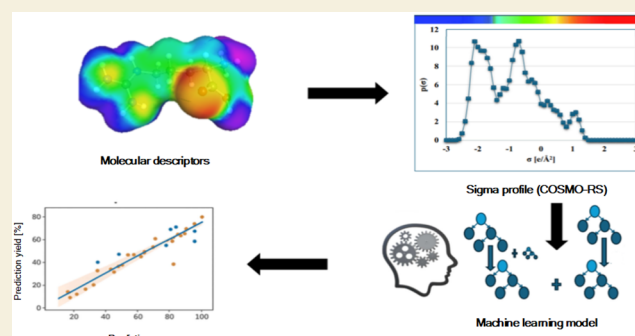 Molecular descriptors
p(σ)
12
10
8
6
4
2
0
-3 -2 -1 0 1 2
σ [e/Å²]
Sigma profile (COSMO-RS)
Prediction yield [%]
80
60
40
20
0
20 40 60 80 100
Machine learning model